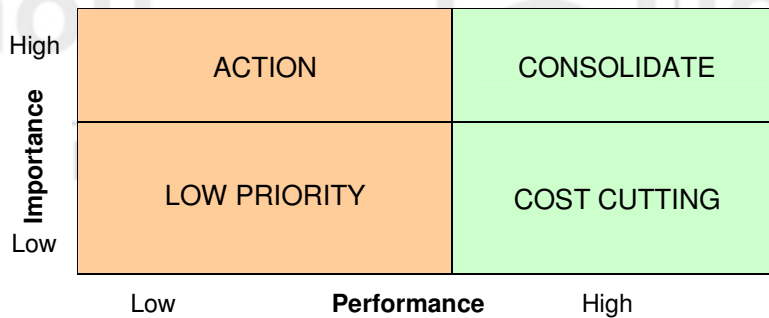 High
ACTION
CONSOLIDATE
Importance
LOW PRIORITY
COST CUTTING
Low
Low
Performance
High